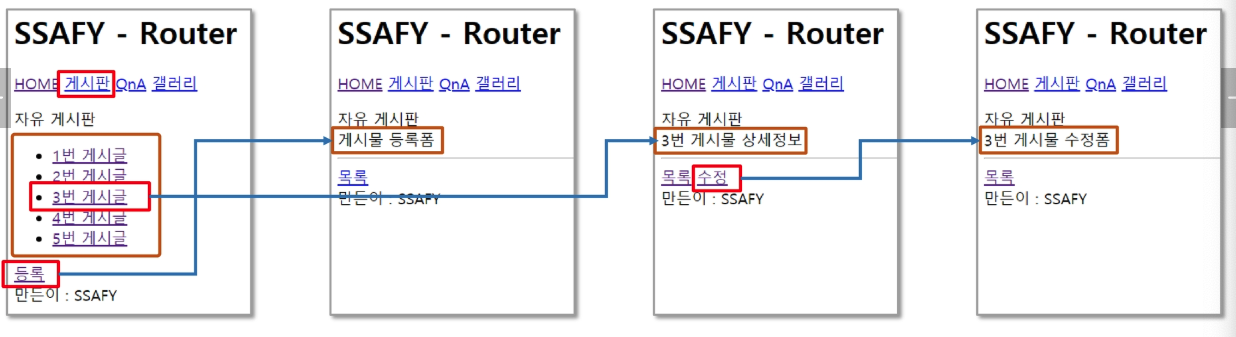 SSAFY - Router
HOME 게시판 QnA 갤러리
자유 게시판
1번 게시글
2번 게시글
3번 게시글
4번 게시글
5번 게시글
등록
만든이 : SSAFY
SSAFY - Router
HOME 게시판 QnA 갤러리
자유 게시판
게시물 등록폼
목록
만든이 : SSAFY
SSAFY - Router
HOME 게시판 QnA 갤러리
자유 게시판
3번 게시물 상세정보
목록 수정
만든이 : SSAFY
SSAFY - Router
HOME 게시판 QnA 갤러리
자유 게시판
3번 게시물 수정폼
목록
만든이 : SSAFY